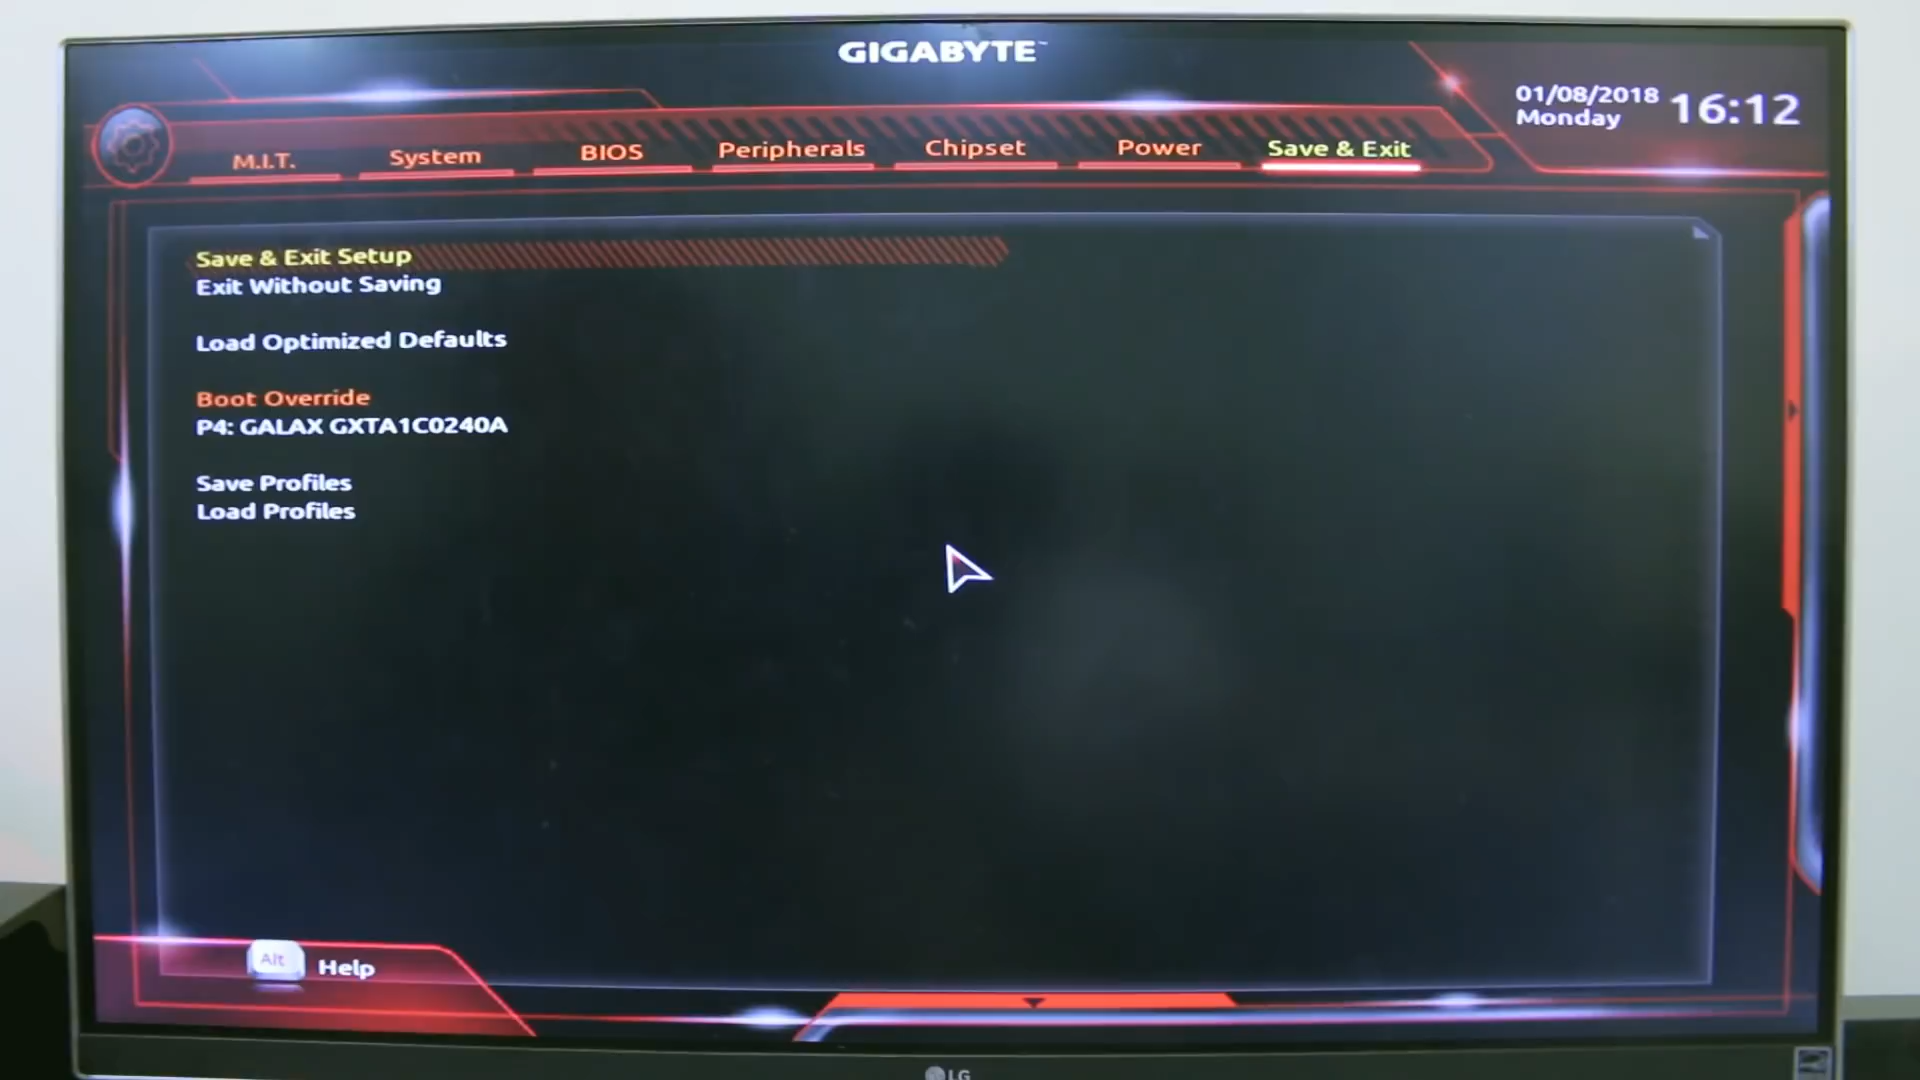 GIGABYTE™
01/08/2018
Monday
16:12
M.I.T.
System
BIOS
Peripherals
Chipset
Power
Save & Exit
Save & Exit Setup
Exit Without Saving
Load Optimized Defaults
Boot Override
P4: GALAX GXTA1C0240A
Save Profiles
Load Profiles
Alt
Help
LG